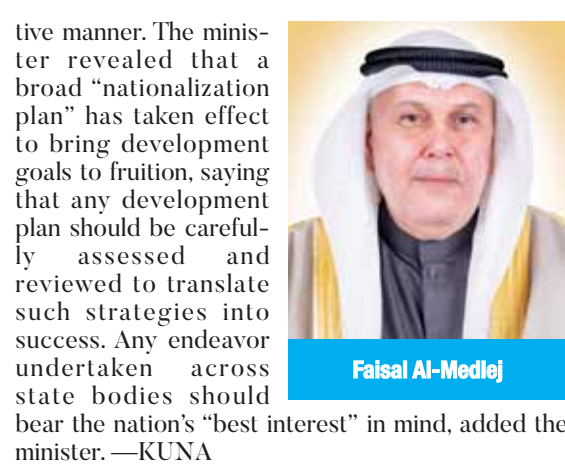 tive manner. The minis-
ter revealed that a
broad “nationalization
plan” has taken effect
to bring development
goals to fruition, saying
that any development
plan should be careful-
ly assessed and
reviewed to translate
such strategies into
success. Any endeavor
undertaken across
state bodies should
bear the nation’s “best interest” in mind, added the
minister. —KUNA
Faisal Al-Medlej